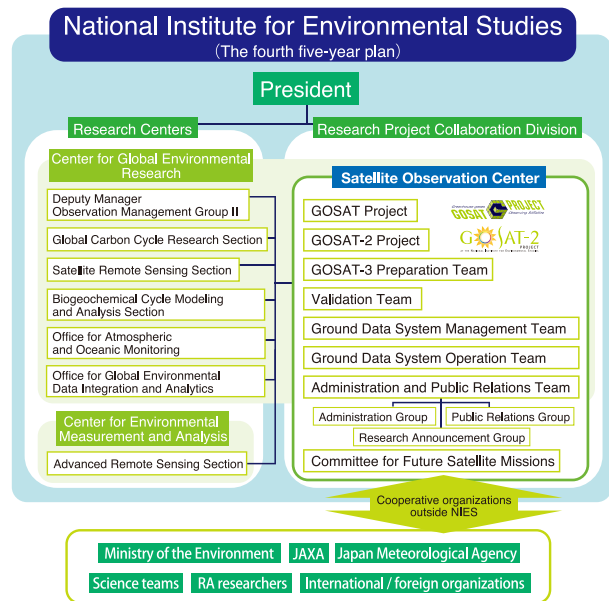 National Institute for Environmental Studies
(The fourth five-year plan)
President
Research Centers
Research Project Collaboration Division
Center for Global Environmental
Research
Deputy Manager
Observation Management Group II
Global Carbon Cycle Research Section
Satellite Remote Sensing Section
Biogeochemical Cycle Modeling
and Analysis Section
Office for Atmospheric
and Oceanic Monitoring
Office for Global Environmental
Data Integration and Analytics
Center for Environmental
Measurement and Analysis
Advanced Remote Sensing Section
Satellite Observation Center
GOSAT Project
GOSAT PROJECT
GOSAT-2 Project
GOSAT-2
PROJECT
GOSAT-3 Preparation Team
Validation Team
Ground Data System Management Team
Ground Data System Operation Team
Administration and Public Relations Team
Administration Group
Public Relations Group
Research Announcement Group
Committee for Future Satellite Missions
Cooperative organizations
outside NIES
Ministry of the Environment
JAXA
Japan Meteorological Agency
Science teams
RA researchers
International / foreign organizations